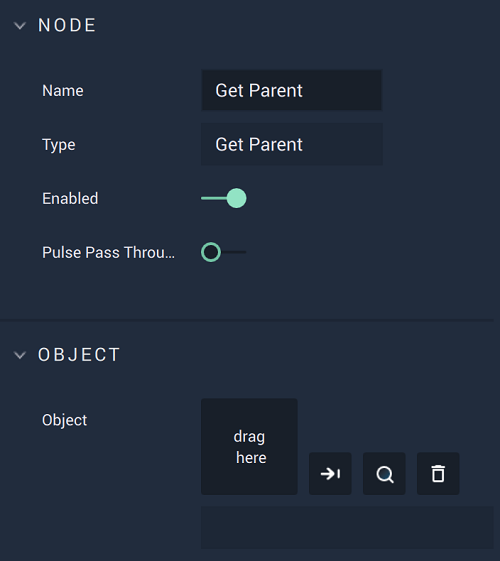 NODE
Name Get Parent
Type Get Parent
Enabled
Pulse Pass Throu...
OBJECT
Object
drag
here